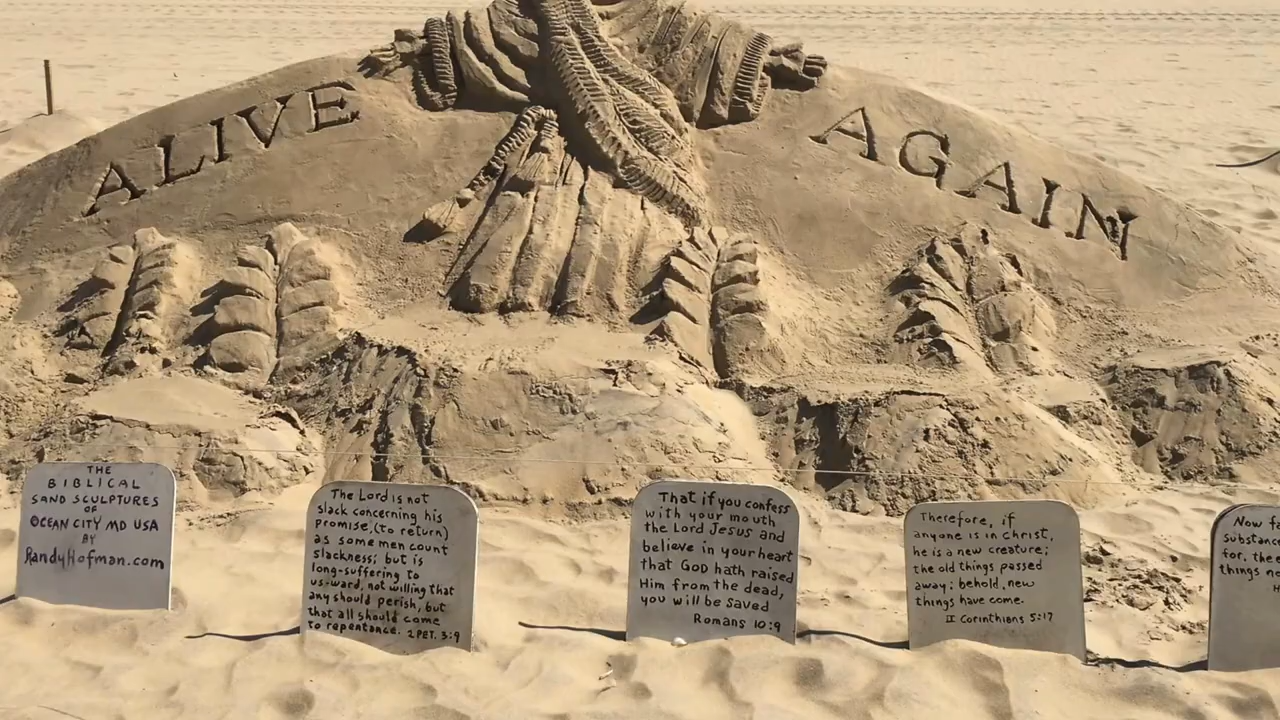 ALIVE AGAIN
THE
BIBLICAL
SAND SCULPTURES
OF
OCEAN CITY MD USA
BY
RandyHofman.com
The Lord is not
slack concerning his
promise, (to return)
as some men count
slackness; but is
long-suffering to
us-ward, not willing that
any should perish, but
that all should come
to repentance. 2 PET. 3:9
That if you confess
with your mouth
the Lord Jesus and
believe in your heart
that GOD hath raised
Him from the dead,
you will be saved
Romans 10:9
Therefore, if
anyone is in Christ,
he is a new creature;
the old things passed
away; behold, new
things have come.
II Corinthians 5:17
Now
substance
for, the
things